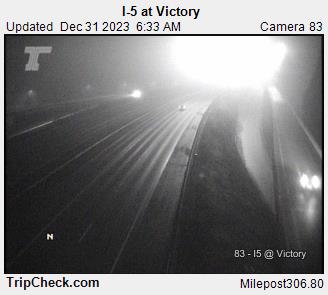 I-5 at Victory
Updated Dec 31 2023 6:33 AM Camera 83
T
N
83 - I5 @ Victory
TripCheck.com Milepost306.80